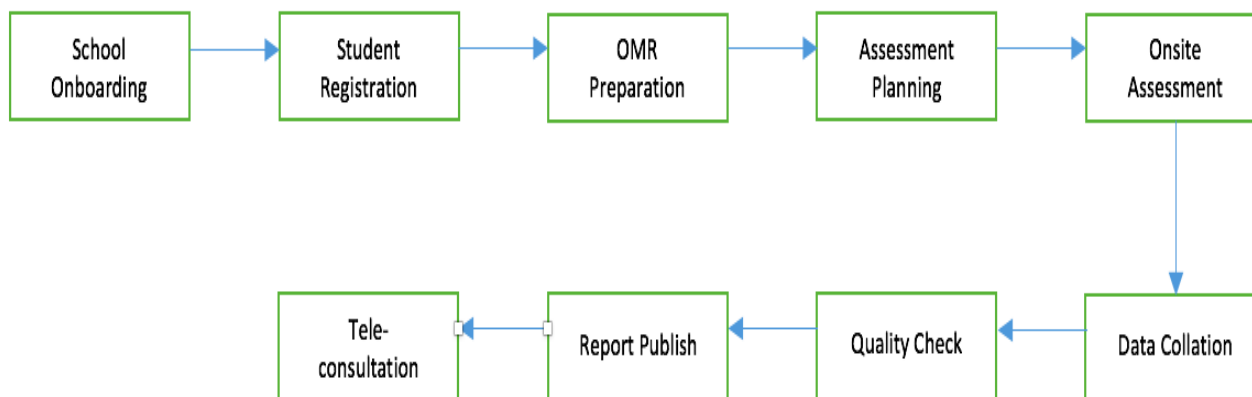 School
Onboarding
Student
Registration
OMR
Preparation
Assessment
Planning
Onsite
Assessment
Data Collation
Quality Check
Report Publish
Tele-
consultation